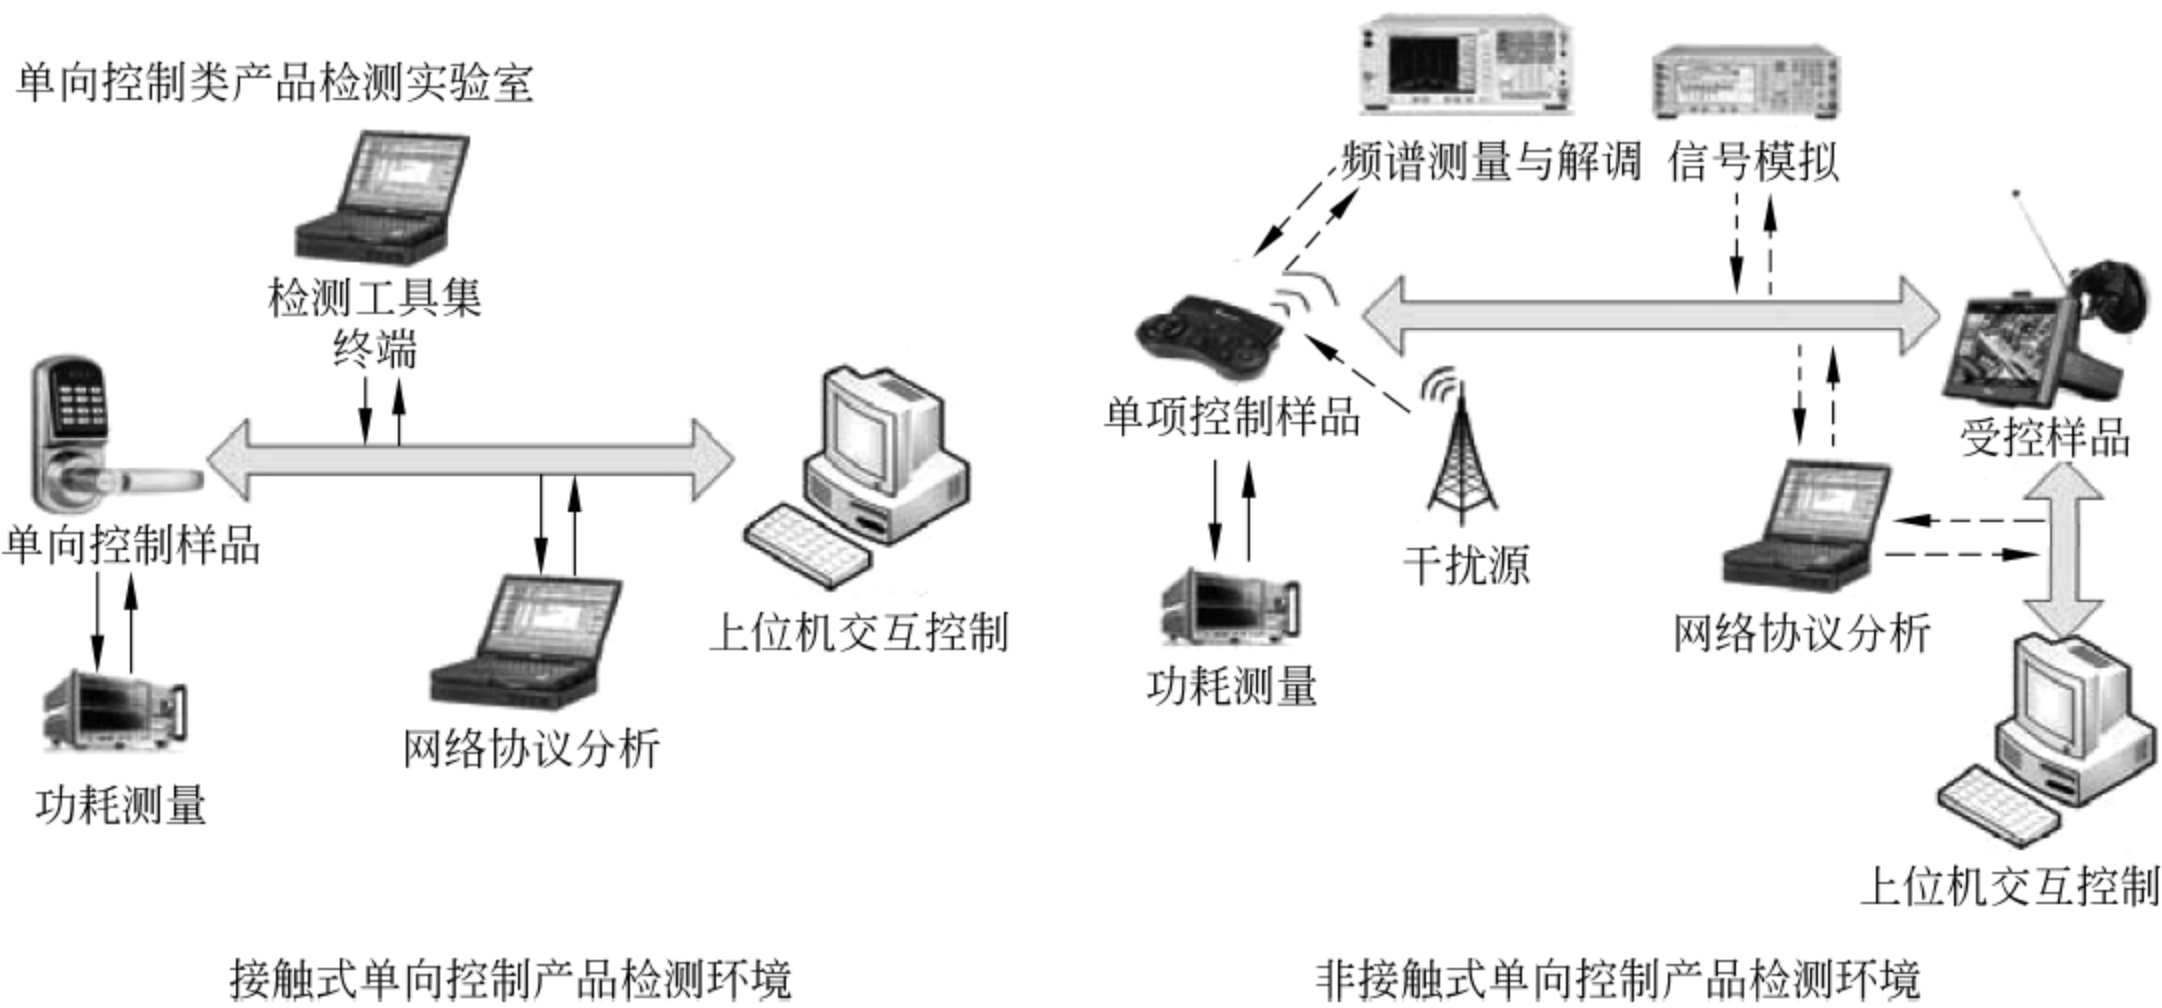 单向控制类产品检测实验室
检测工具集
终端
单向控制样品
功耗测量
网络协议分析
上位机交互控制
接触式单向控制产品检测环境
频谱测量与解调
信号模拟
单项控制样品
干扰源
受控样品
功耗测量
网络协议分析
上位机交互控制
非接触式单向控制产品检测环境